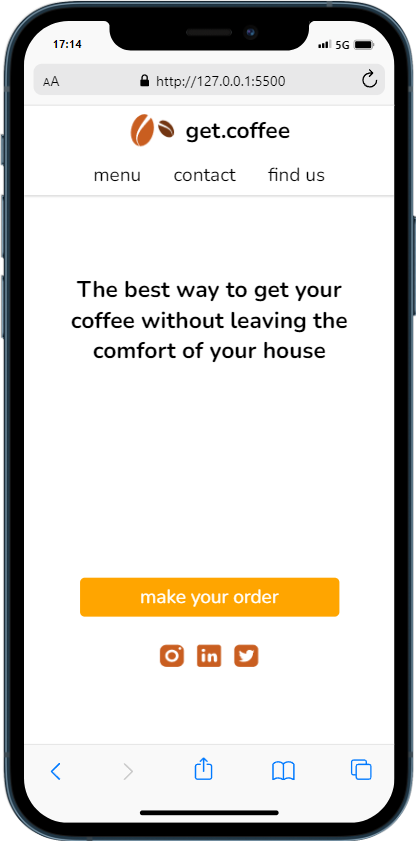 17:14
5G
AA
http://127.0.0.1:5500
get.coffee
menu contact find us
The best way to get your
coffee without leaving the
comfort of your house
make your order
in